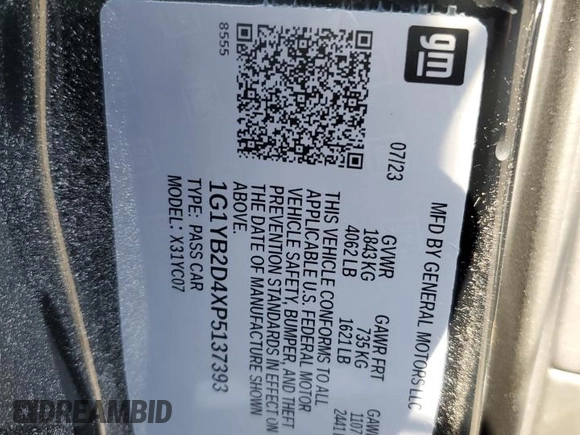 gm
MFD BY GENERAL MOTORS LLC
07/23
GVWR GAWR FRT
1843 KG 735 KG 1107
4062 LB 1621 LB 2441
THIS VEHICLE CONFORMS TO ALL
APPLICABLE U.S. FEDERAL MOTOR
VEHICLE SAFETY, BUMPER, AND THEFT
PREVENTION STANDARDS IN EFFECT ON
THE DATE OF MANUFACTURE SHOWN
ABOVE.
1G1YB2D4XP5137393
TYPE: PASS CAR
MODEL: X31YC07
8555
DREAMBID